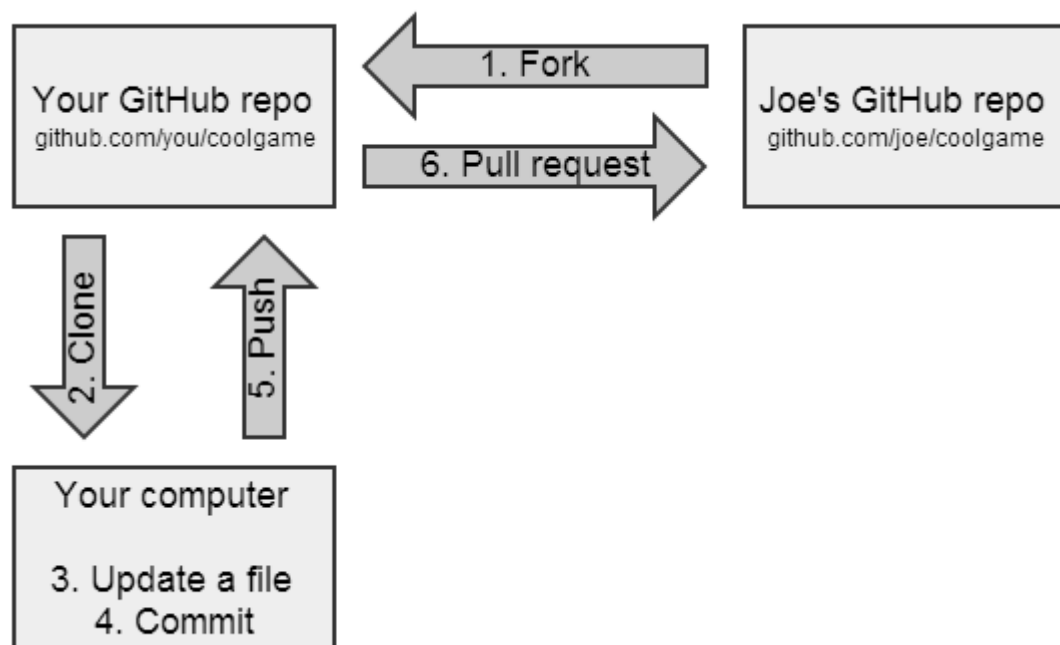 Your GitHub repo
github.com/you/coolgame
1. Fork
6. Pull request
Joe's GitHub repo
github.com/joe/coolgame
2. Clone
5. Push
Your computer
3. Update a file
4. Commit